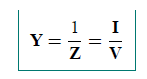 Y = 1/Z = I/V